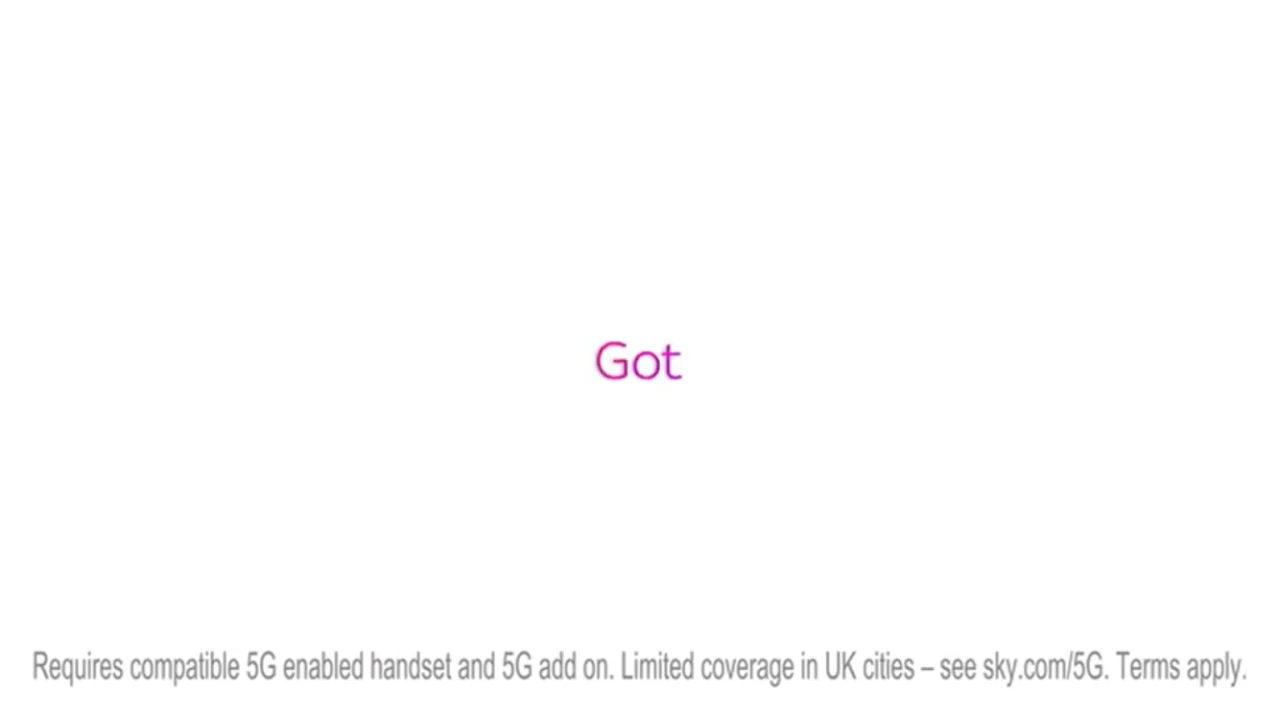 Got
Requires compatible 5G enabled handset and 5G add on. Limited coverage in UK cities – see sky.com/5G. Terms apply.